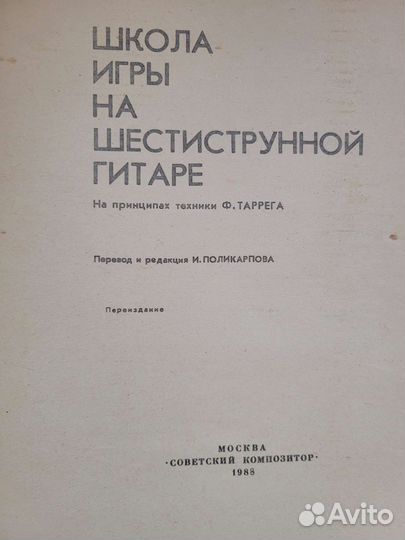 ШКОЛА
ИГРЫ
НА
ШЕСТИСТРУННОЙ
ГИТАРЕ
На принципах техники Ф. ТАРРЕГА
Перевод и редакция И. ПОЛИКАРПОВА
Переиздание
МОСКВА
·СОВЕТСКИЙ КОМПОЗИТОР·
1988
Avito